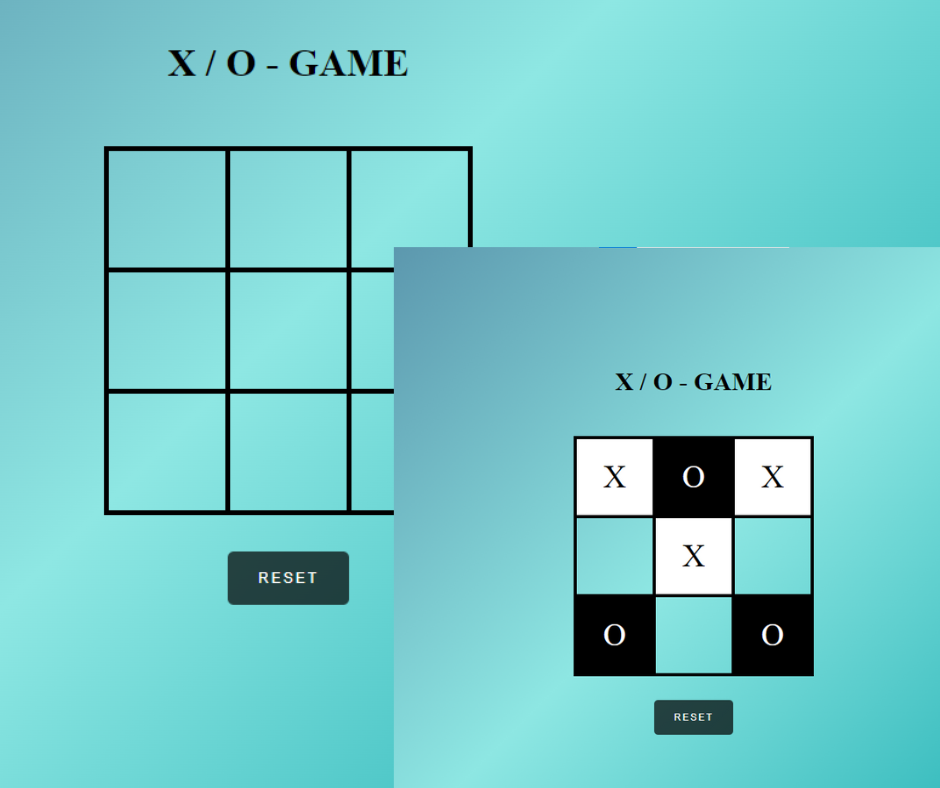 X / O - GAME
RESET
X / O - GAME
X O X
X
O O
RESET